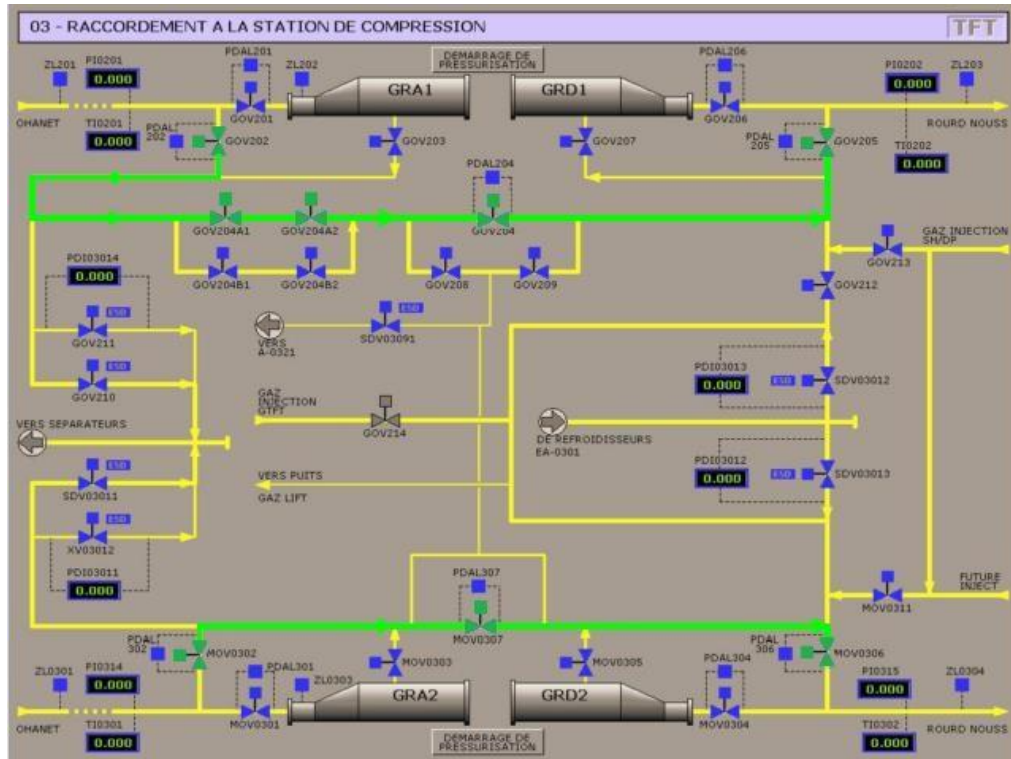 03 - RACCORDEMENT A LA STATION DE COMPRESSION
TFT
DEMARRAGE DE
PRESSURISATION
PDAL201
PDAL206
ZL201
PI0201
0.000
ZL202
GRA1
GRD1
PI0202
0.000
ZL203
OHANET
TI0201
0.000
GOV201
GOV206
ROURD NOUSS
PDAL
202
GOV202
GOV203
GOV207
PDAL
205
GOV205
TI0202
0.000
PDAL204
GOV204A1
GOV204A2
GOV204
GAZ INJECTION
SH/DP
GOV213
PDI03014
0.000
GOV204B1
GOV204B2
GOV208
GOV209
GOV212
ESD
GOV211
VERS
A-0321
ESD
SDV03091
PDI03013
0.000
ESD
SDV03012
ESD
GOV210
GAZ
INJECTION
GTFT
GOV214
VERS SEPARATEURS
DE REFROIDISSEURS
EA-0301
PDI03012
0.000
ESD
SDV03013
ESD
SDV03011
VERS PUITS
GAZ LIFT
ESD
XV03012
PDI03011
0.000
PDAL307
MOV0307
FUTURE
INJECT
MOV0311
PDAL
302
MOV0302
PDAL301
MOV0303
MOV0305
PDAL304
PDAL
306
MOV0306
ZL0301
PI0314
0.000
ZL0303
GRA2
GRD2
PI0315
0.000
ZL0304
OHANET
TI0301
0.000
MOV0301
MOV0304
TI0302
0.000
ROURD NOUSS
DEMARRAGE DE
PRESSURISATION